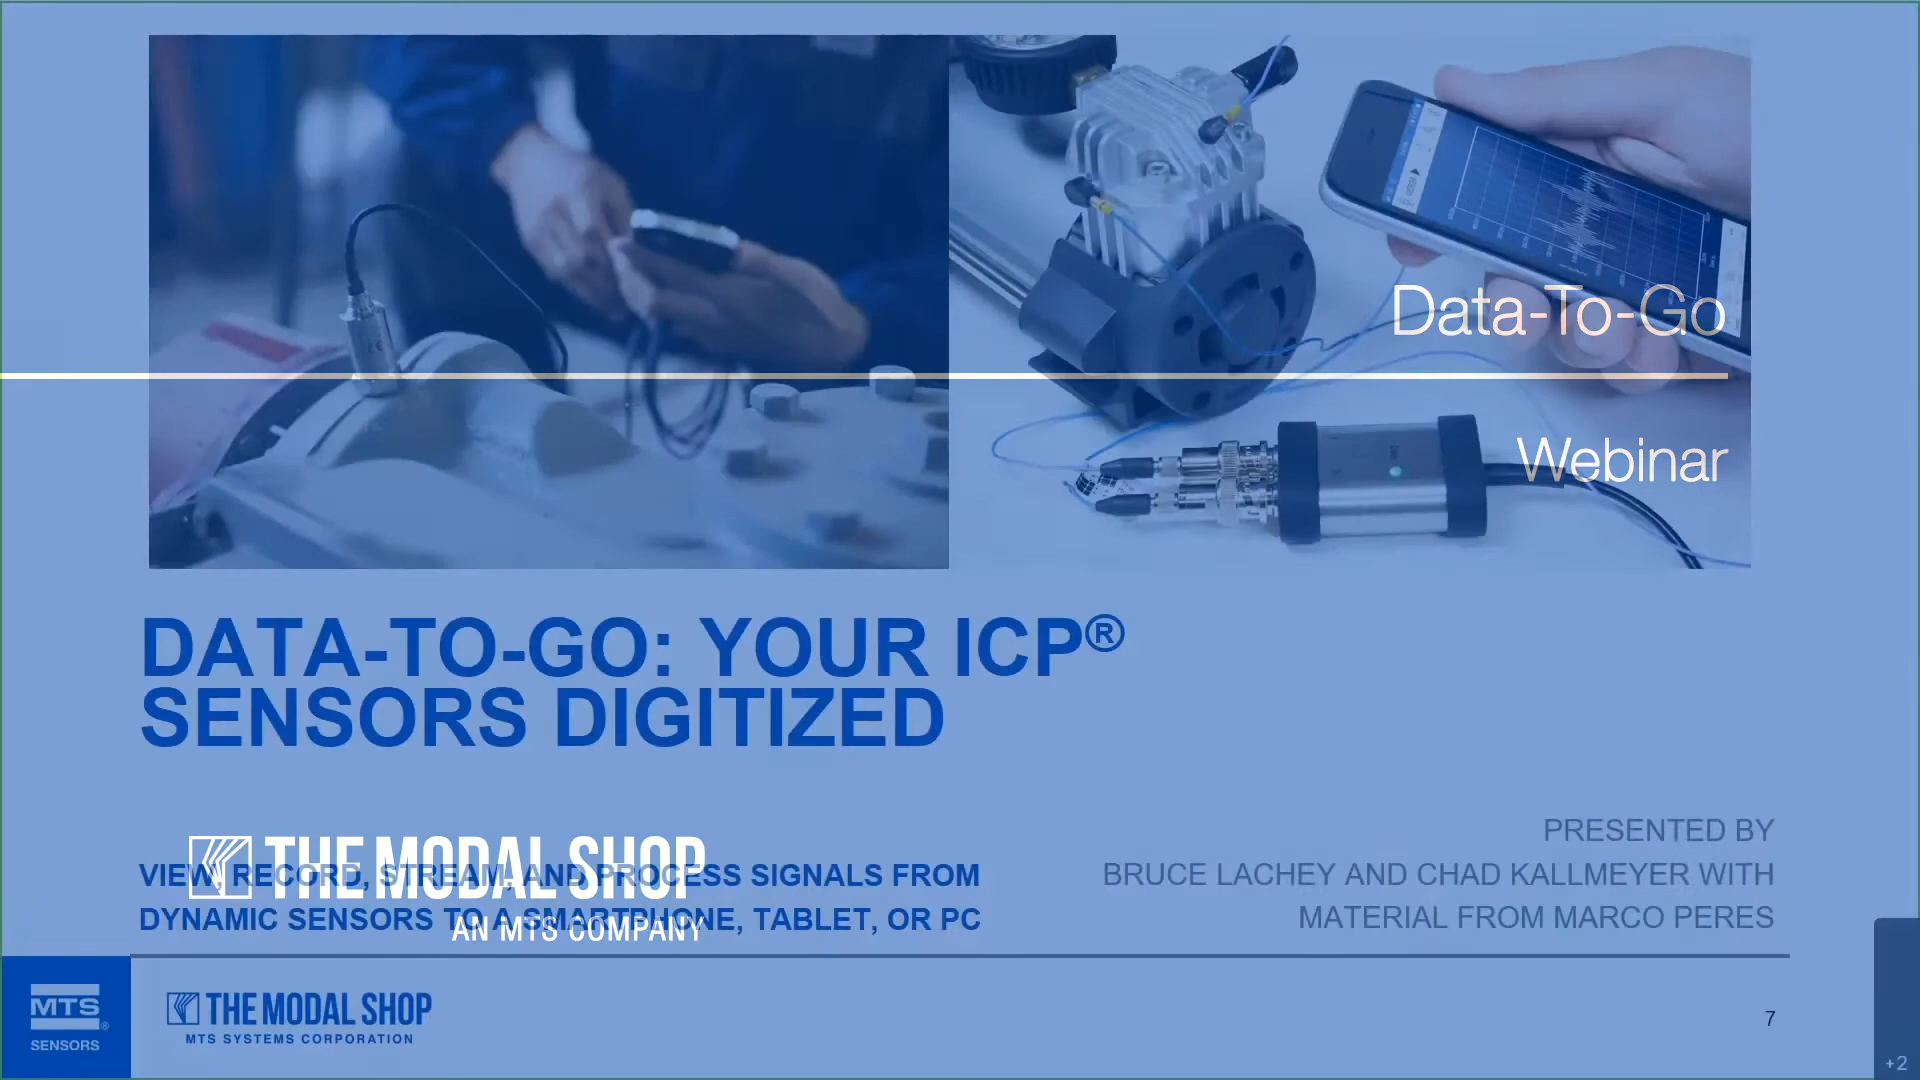 Data-To-Go
Webinar
DATA-TO-GO: YOUR ICP®
SENSORS DIGITIZED
PRESENTED BY
BRUCE LACHEY AND CHAD KALLMEYER WITH
MATERIAL FROM MARCO PERES
VIEW, RECORD, STREAM, AND PROCESS SIGNALS FROM
DYNAMIC SENSORS TO A SMARTPHONE, TABLET, OR PC
THE MODAL SHOP
AN MTS COMPANY
MTS®
SENSORS
THE MODAL SHOP
MTS SYSTEMS CORPORATION
7
+2